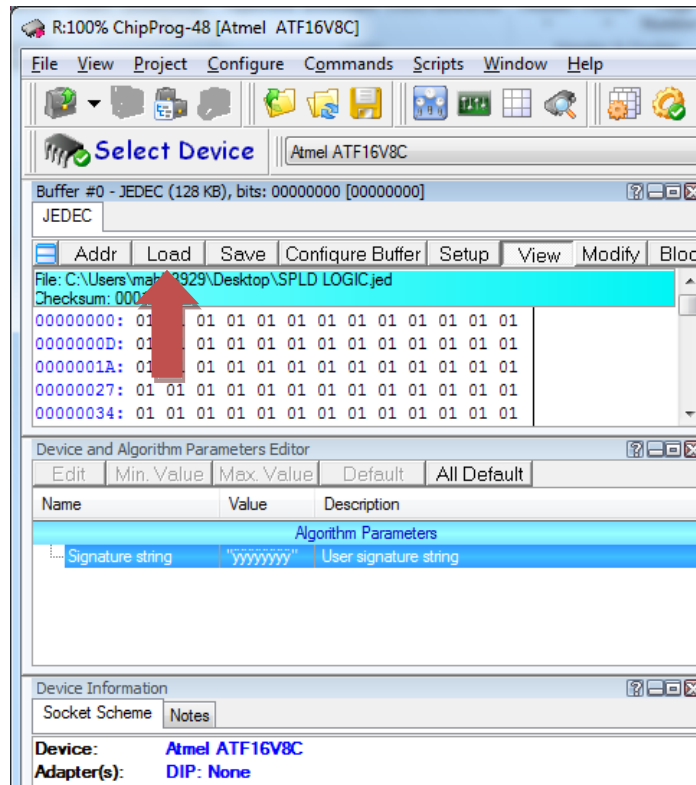 R:100% ChipProg-48 [Atmel ATF16V8C]
File View Project Configure Commands Scripts Window Help
Select Device Atmel ATF16V8C
Buffer #0 - JEDEC (128 KB), bits: 00000000 [00000000]
JEDEC
Addr Load Save Configure Buffer Setup View Modify Bloc
File: C:\Users\ 3929\Desktop\SPLD LOGIC.jed
Checksum:
00000000: 01 01 01 01 01 01 01 01 01 01 01 01
0000000D: 01 01 01 01 01 01 01 01 01 01 01 01
0000001A: 01 01 01 01 01 01 01 01 01 01 01 01
00000027: 01 01 01 01 01 01 01 01 01 01 01 01 01
00000034: 01 01 01 01 01 01 01 01 01 01 01 01 01
Device and Algorithm Parameters Editor
Edit Min. Value Max. Value Default All Default
Name Value Description
Algorithm Parameters
Signature string "ÿÿÿÿÿÿÿÿ" User signature string
Device Information
Socket Scheme Notes
Device: Atmel ATF16V8C
Adapter(s): DIP: None